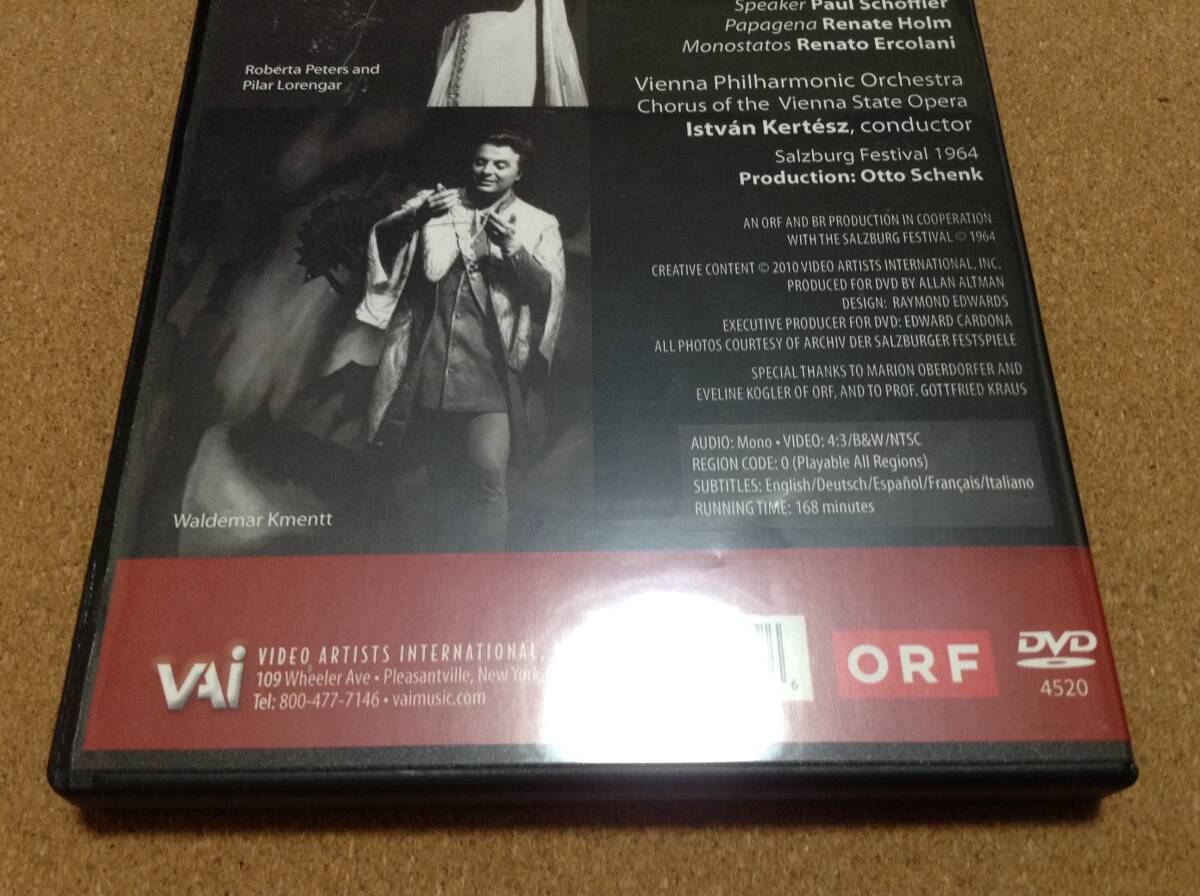 Speaker Paul Schöffler
Papagena Renate Holm
Monostatos Renato Ercolani
Roberta Peters and
Pilar Lorengar
Vienna Philharmonic Orchestra
Chorus of the Vienna State Opera
István Kertész, conductor
Salzburg Festival 1964
Production: Otto Schenk
AN ORF AND BR PRODUCTION IN COOPERATION
WITH THE SALZBURG FESTIVAL © 1964
CREATIVE CONTENT © 2010 VIDEO ARTISTS INTERNATIONAL, INC.
PRODUCED FOR DVD BY ALLAN ALTMAN
DESIGN: RAYMOND EDWARDS
EXECUTIVE PRODUCER FOR DVD: EDWARD CARDONA
ALL PHOTOS COURTESY OF ARCHIV DER SALZBURGER FESTSPIELE
SPECIAL THANKS TO MARION OBERDORFER AND
EVELINE KOGLER OF ORF, AND TO PROF. GOTTFRIED KRAUS
AUDIO: Mono • VIDEO: 4:3/B&W/NTSC
REGION CODE: 0 (Playable All Regions)
SUBTITLES: English/Deutsch/Español/Français/Italiano
RUNNING TIME: 168 minutes
Waldemar Kmentt
VAI
VIDEO ARTISTS INTERNATIONAL,
109 Wheeler Ave • Pleasantville, New York
Tel: 800-477-7146 • vaimusic.com
6
ORF
DVD
4520